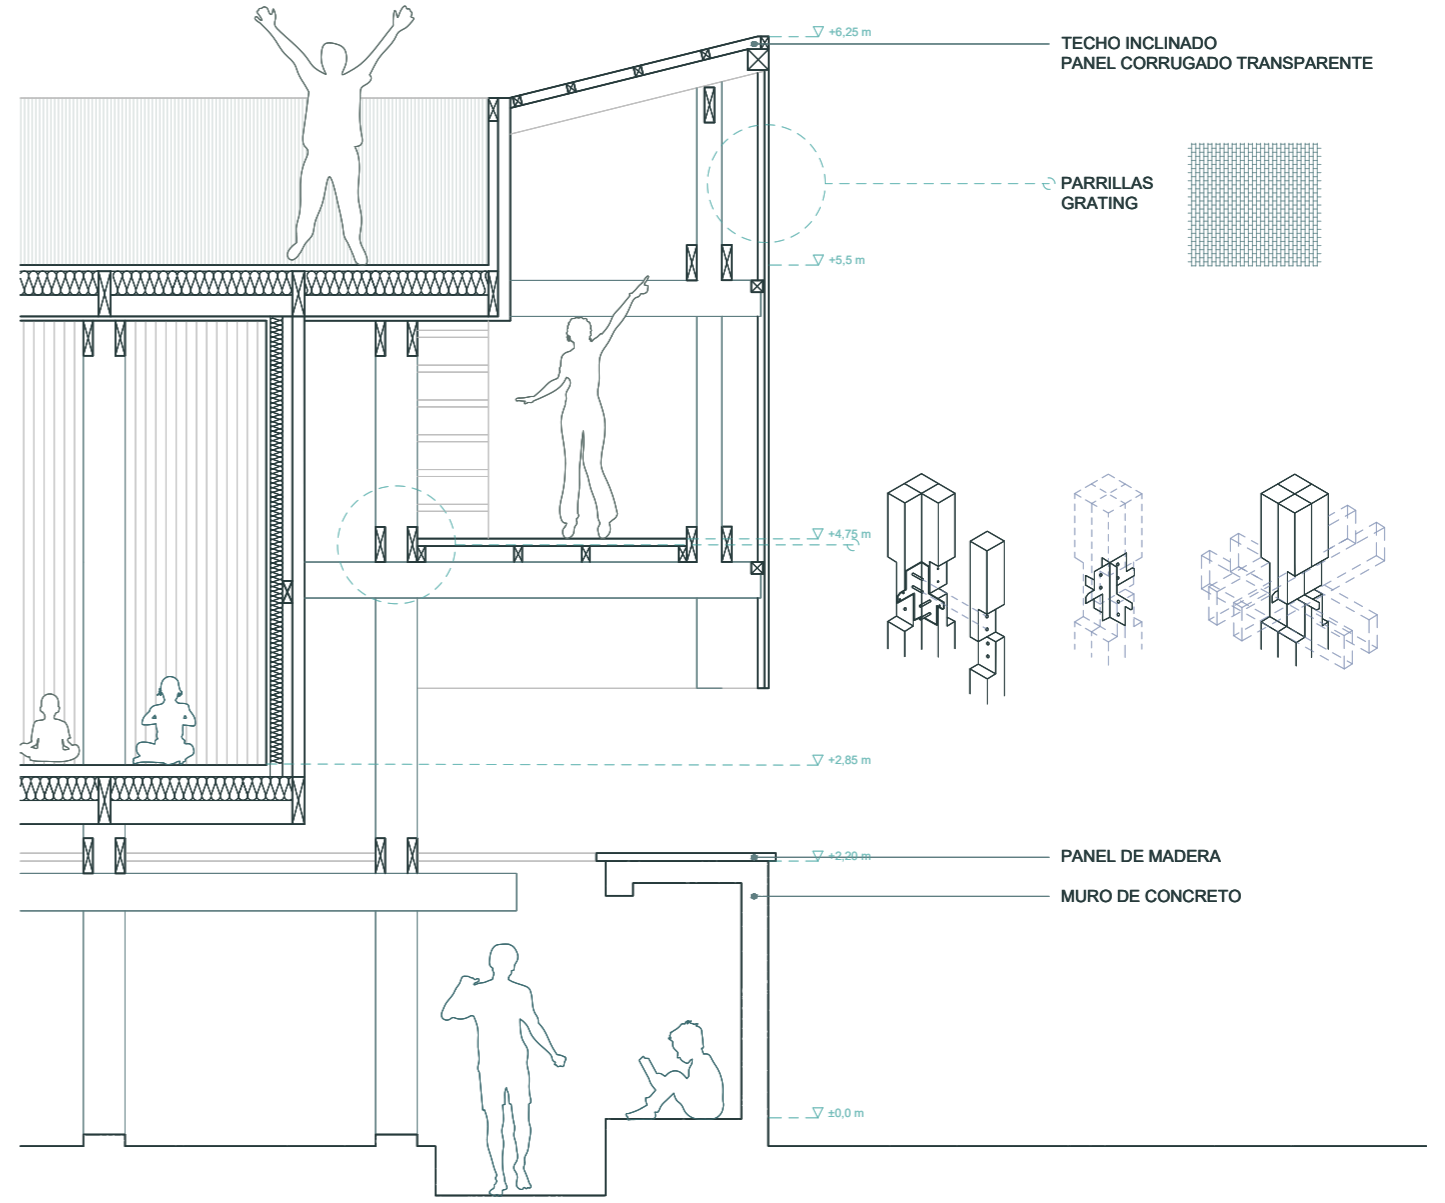 +6,25 m
TECHO INCLINADO
PANEL CORRUGADO TRANSPARENTE
PARRILLAS
GRATING
+5,5 m
+4,75 m
+2,85 m
+2,20 m
PANEL DE MADERA
MURO DE CONCRETO
±0,0 m